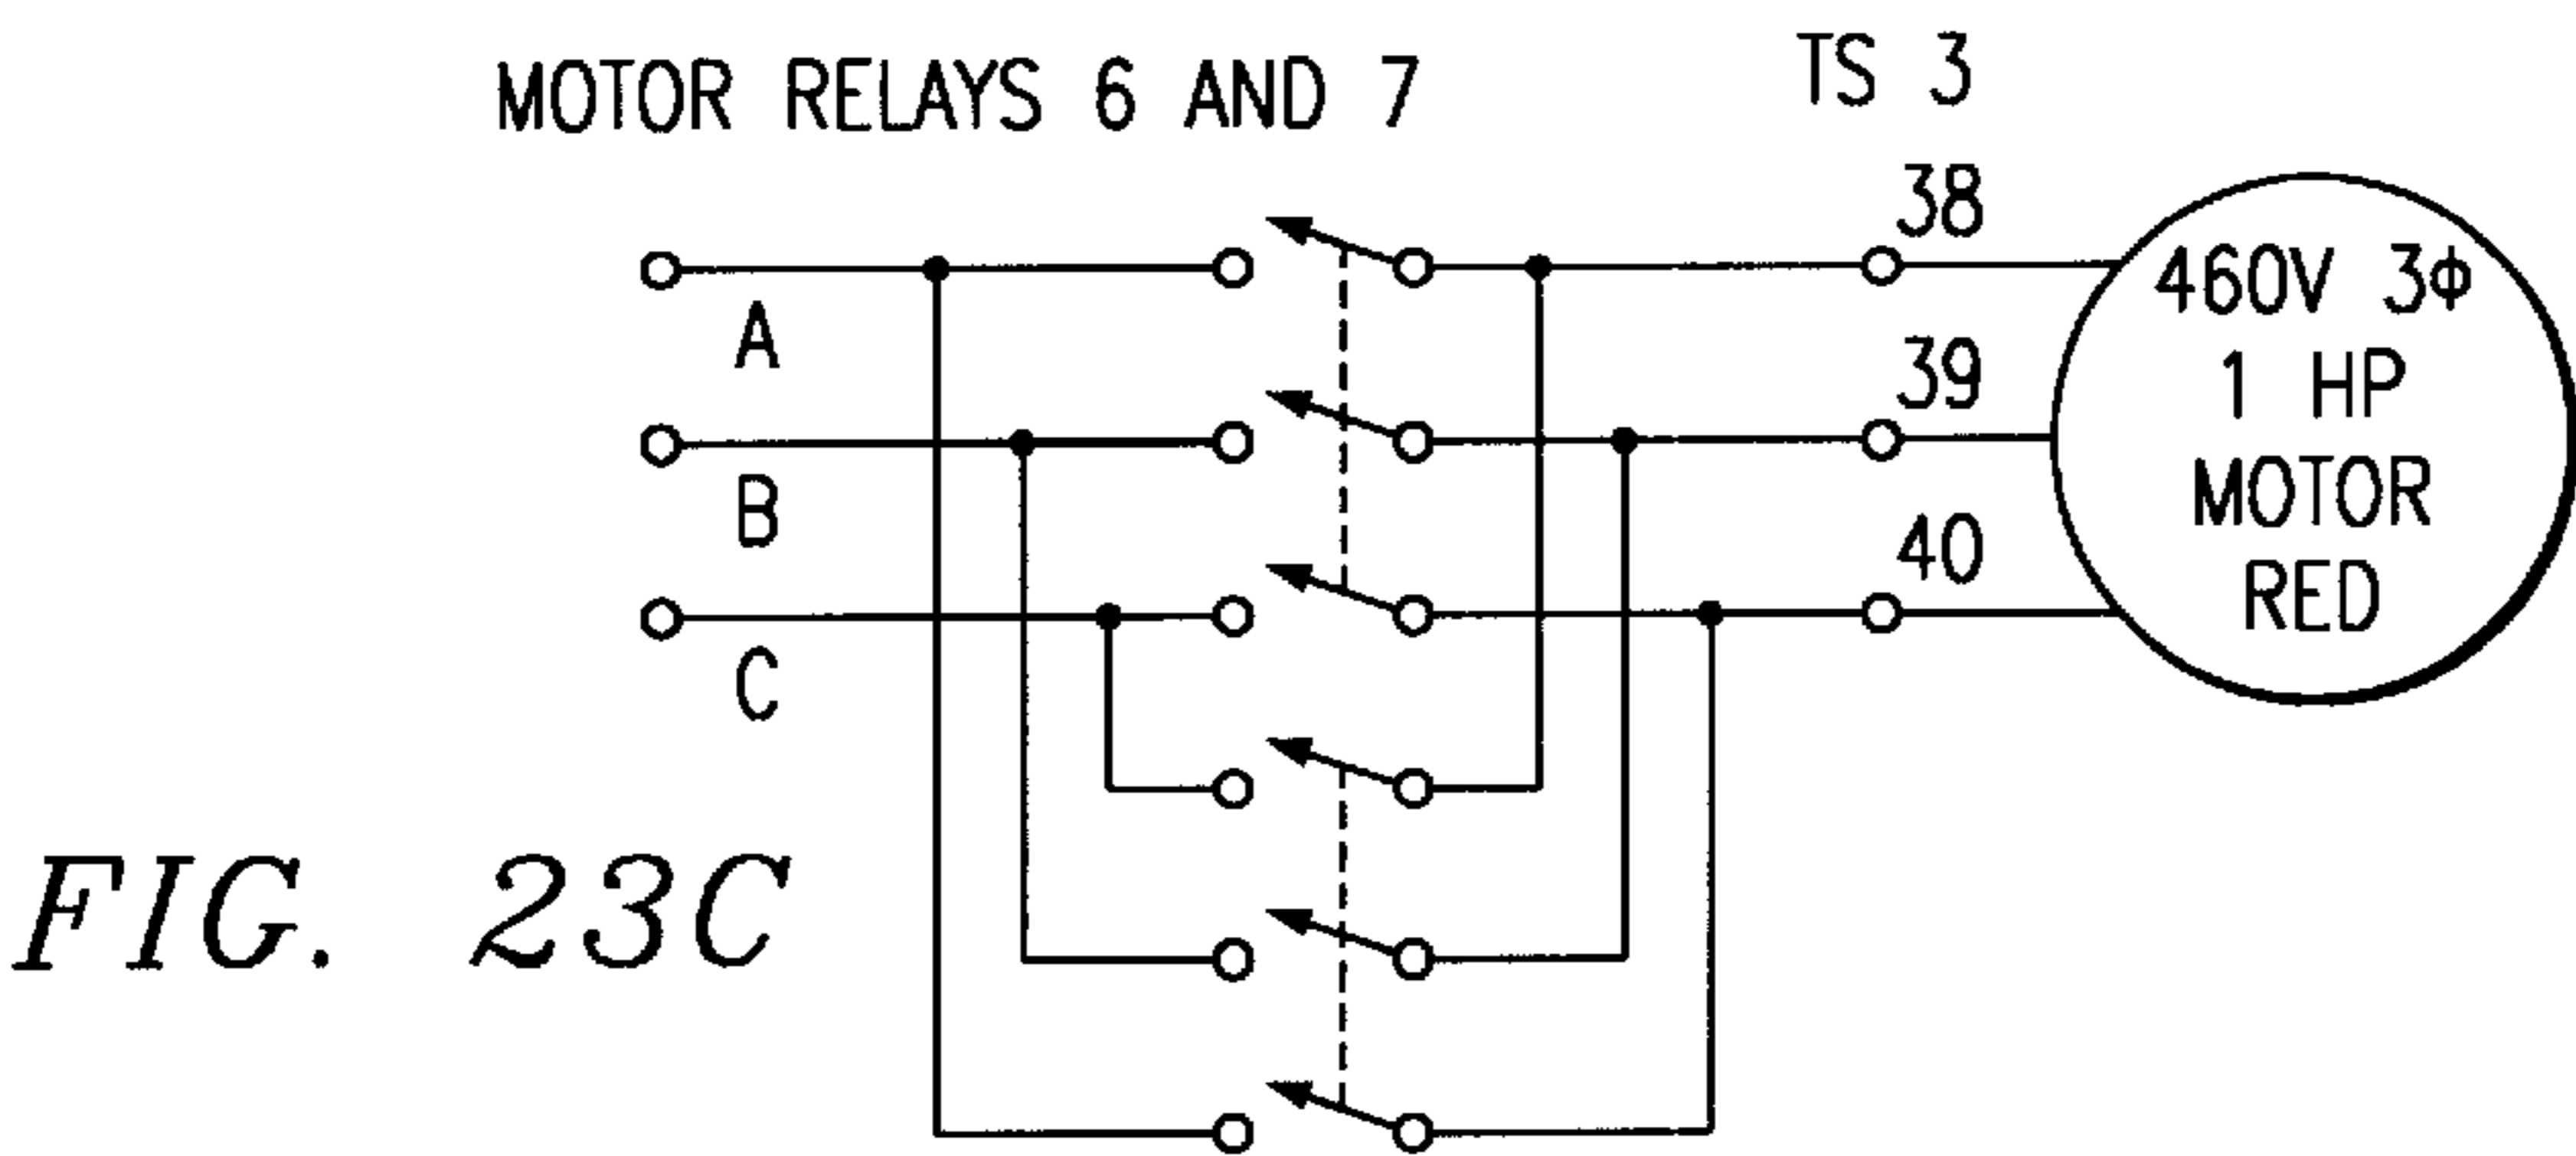 MOTOR RELAYS 6 AND 7
TS 3
38
39
40
A
B
C
460V 3ϕ
1 HP
MOTOR
RED
FIG. 23C